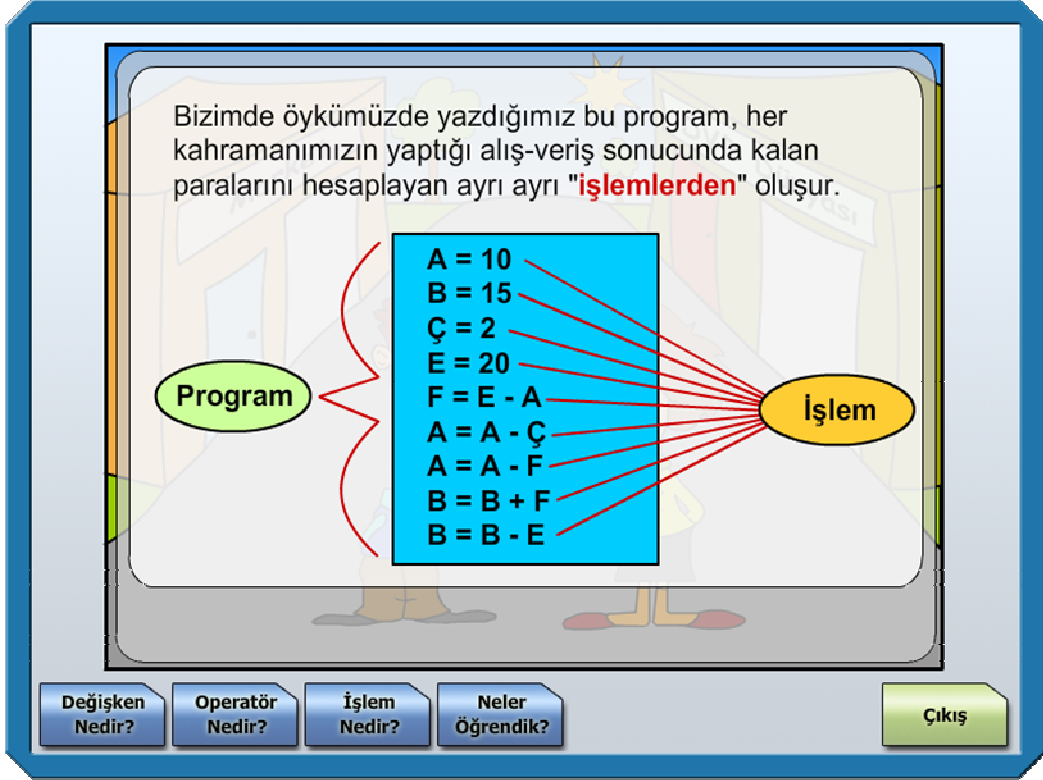 Bizimde öykümüzde yazdığımız bu program, her
kahramanımızın yaptığı alış-veriş sonucunda kalan
paralarını hesaplayan ayrı ayrı "işlemlerden" oluşur.
A = 10
B = 15
Ç = 2
E = 20
F = E - A
A = A - Ç
A = A - F
B = B + F
B = B - E
Program
İşlem
Değişken
Nedir?
Operatör
Nedir?
İşlem
Nedir?
Neler
Öğrendik?
Çıkış